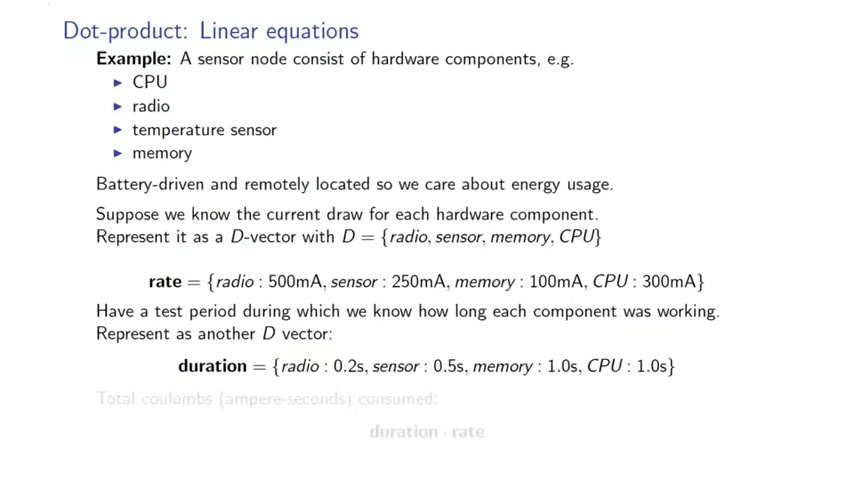 Dot-product: Linear equations
Example: A sensor node consist of hardware components, e.g.
▶ CPU
▶ radio
▶ temperature sensor
▶ memory
Battery-driven and remotely located so we care about energy usage.
Suppose we know the current draw for each hardware component.
Represent it as a D-vector with D = {radio, sensor, memory, CPU}
rate = {radio : 500mA, sensor : 250mA, memory : 100mA, CPU : 300mA}
Have a test period during which we know how long each component was working.
Represent as another D vector:
duration = {radio : 0.2s, sensor : 0.5s, memory : 1.0s, CPU : 1.0s}
Total coulombs (ampere-seconds) consumed:
duration · rate